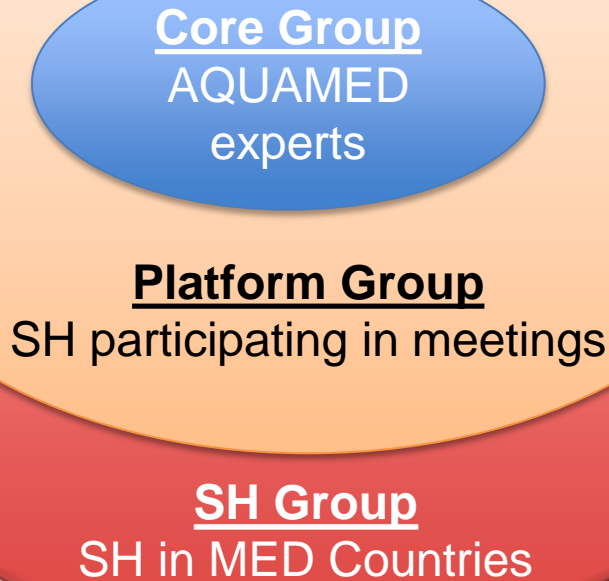 Core Group
AQUAMED
experts
Platform Group
SH participating in meetings
SH Group
SH in MED Countries